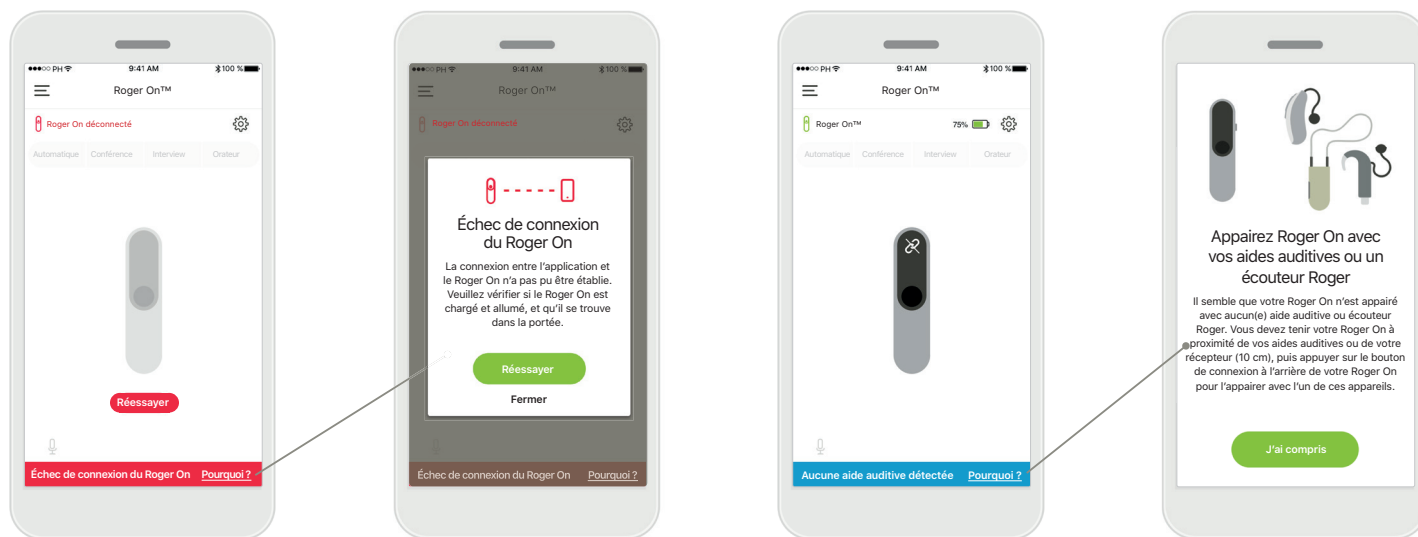 PH 9:41 AM 100 %
Roger On™
Roger On déconnecté
Automatique Conférence Interview Orateur
Réessayer
Échec de connexion du Roger On Pourquoi ?
PH 9:41 AM 100 %
Roger On™
Roger On déconnecté
Échec de connexion
du Roger On
La connexion entre l'application et
le Roger On n'a pas pu être établie.
Veuillez vérifier si le Roger On est
chargé et allumé, et qu'il se trouve
dans la portée.
Réessayer
Fermer
Échec de connexion du Roger On Pourquoi ?
PH 9:41 AM 100 %
Roger On™
Roger On™ 75%
Automatique Conférence Interview Orateur
Aucune aide auditive détectée Pourquoi ?
Appairez Roger On avec
vos aides auditives ou un
écouteur Roger
Il semble que votre Roger On n'est appairé
avec aucun(e) aide auditive ou écouteur
Roger. Vous devez tenir votre Roger On à
proximité de vos aides auditives ou de votre
récepteur (10 cm), puis appuyer sur le bouton
de connexion à l'arrière de votre Roger On
pour l'appairer avec l'un de ces appareils.
J'ai compris